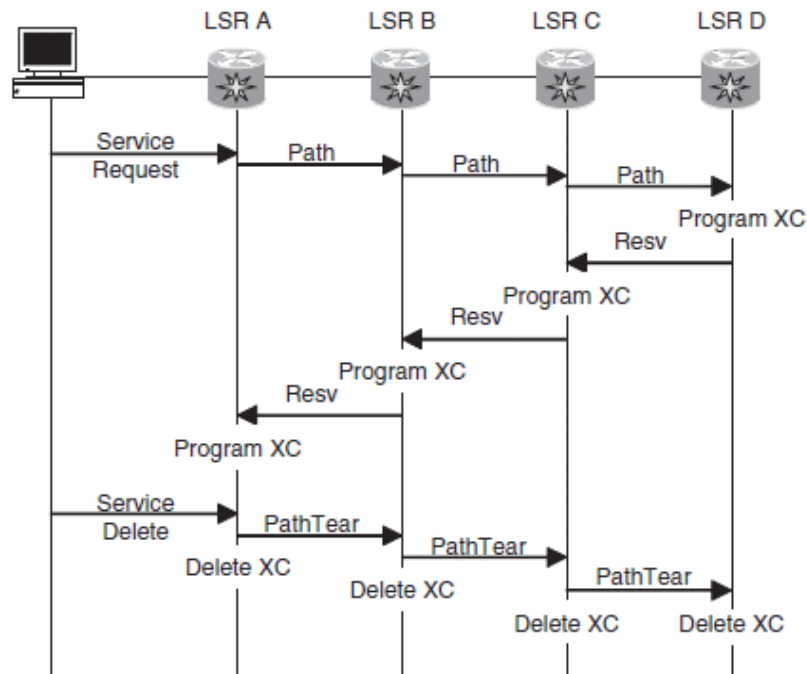 LSR A LSR B LSR C LSR D
Service
Request
Path
Path
Path
Program XC
Resv
Program XC
Resv
Program XC
Resv
Program XC
Service
Delete
PathTear
Delete XC
PathTear
Delete XC
PathTear
Delete XC
Delete XC